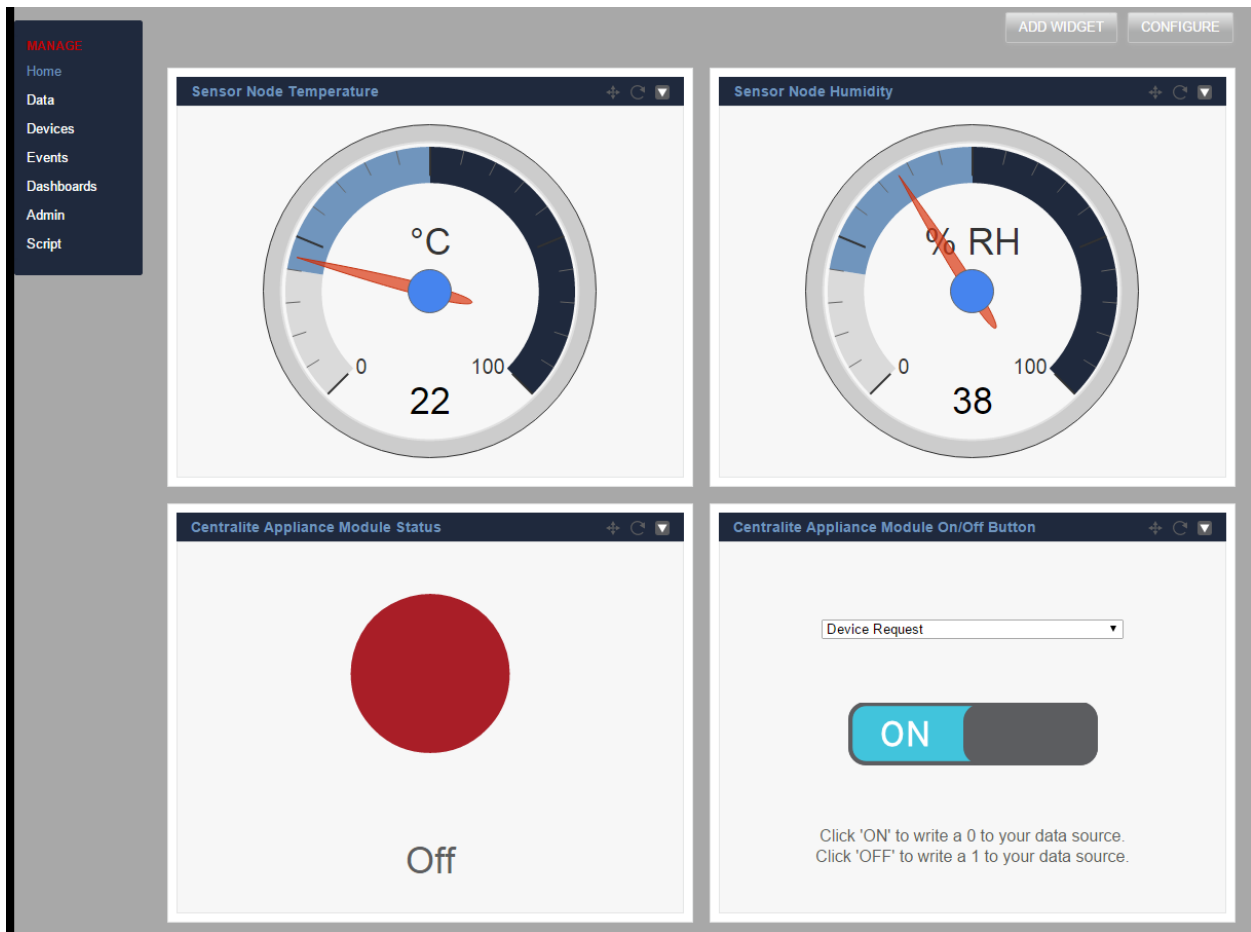 ADD WIDGET
CONFIGURE
MANAGE
Home
Data
Devices
Events
Dashboards
Admin
Script
Sensor Node Temperature
°C
0
100
22
Sensor Node Humidity
% RH
0
100
38
Centralite Appliance Module Status
Off
Centralite Appliance Module On/Off Button
Device Request
ON
Click 'ON' to write a 0 to your data source.
Click 'OFF' to write a 1 to your data source.